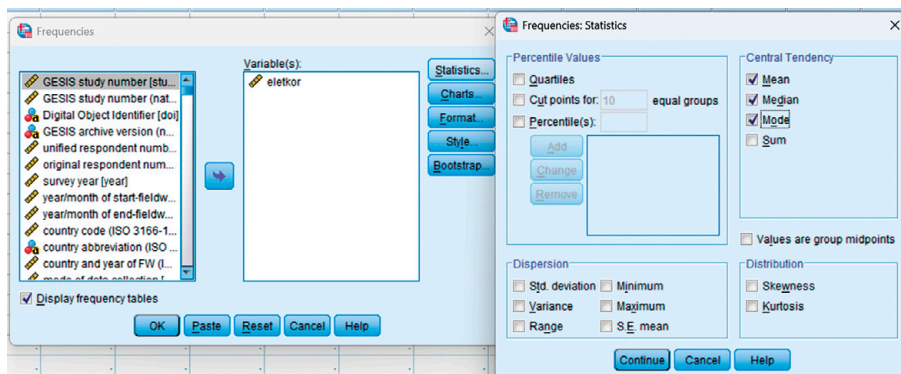 Frequencies
GESIS study number [stu...
GESIS study number (nat...
Digital Object Identifier [doi]
GESIS archive version (n...
unified respondent numb...
original respondent num...
survey year [year]
year/month of start-fieldw...
year/month of end-fieldw...
country code (ISO 3166-1...
country abbreviation (ISO ...
country and year of FW (I...
mode of data collection [...
Variable(s):
eletkor
Statistics...
Charts...
Format...
Style...
Bootstrap...
Display frequency tables
OK Paste Reset Cancel Help
Frequencies: Statistics
Percentile Values
Quartiles
Cut points for: 10 equal groups
Percentile(s):
Add
Change
Remove
Central Tendency
Mean
Median
Mode
Sum
Values are group midpoints
Dispersion
Std. deviation Minimum
Variance Maximum
Range S.E. mean
Distribution
Skewness
Kurtosis
Continue Cancel Help